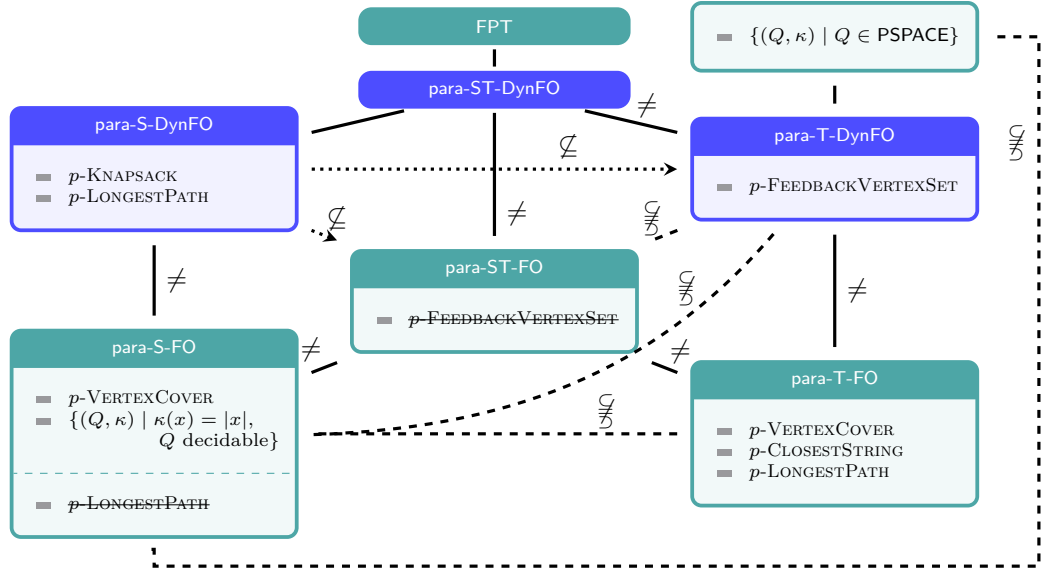 FPT
{(Q, κ) | Q ∈ PSPACE}
para-ST-DynFO
≠
para-S-DynFO
p-KNAPSACK
p-LONGESTPATH
⊈
para-T-DynFO
p-FEEDBACKVERTEXSET
⊈
⊉
⊈
≠
⊈
⊉
para-ST-FO
p-FEEDBACKVERTEXSET
≠
⊈
⊉
≠
para-S-FO
p-VERTEXCOVER
{(Q, κ) | κ(x) = |x|,
Q decidable}
p-LONGESTPATH
≠
≠
⊈
⊉
para-T-FO
p-VERTEXCOVER
p-CLOSESTSTRING
p-LONGESTPATH